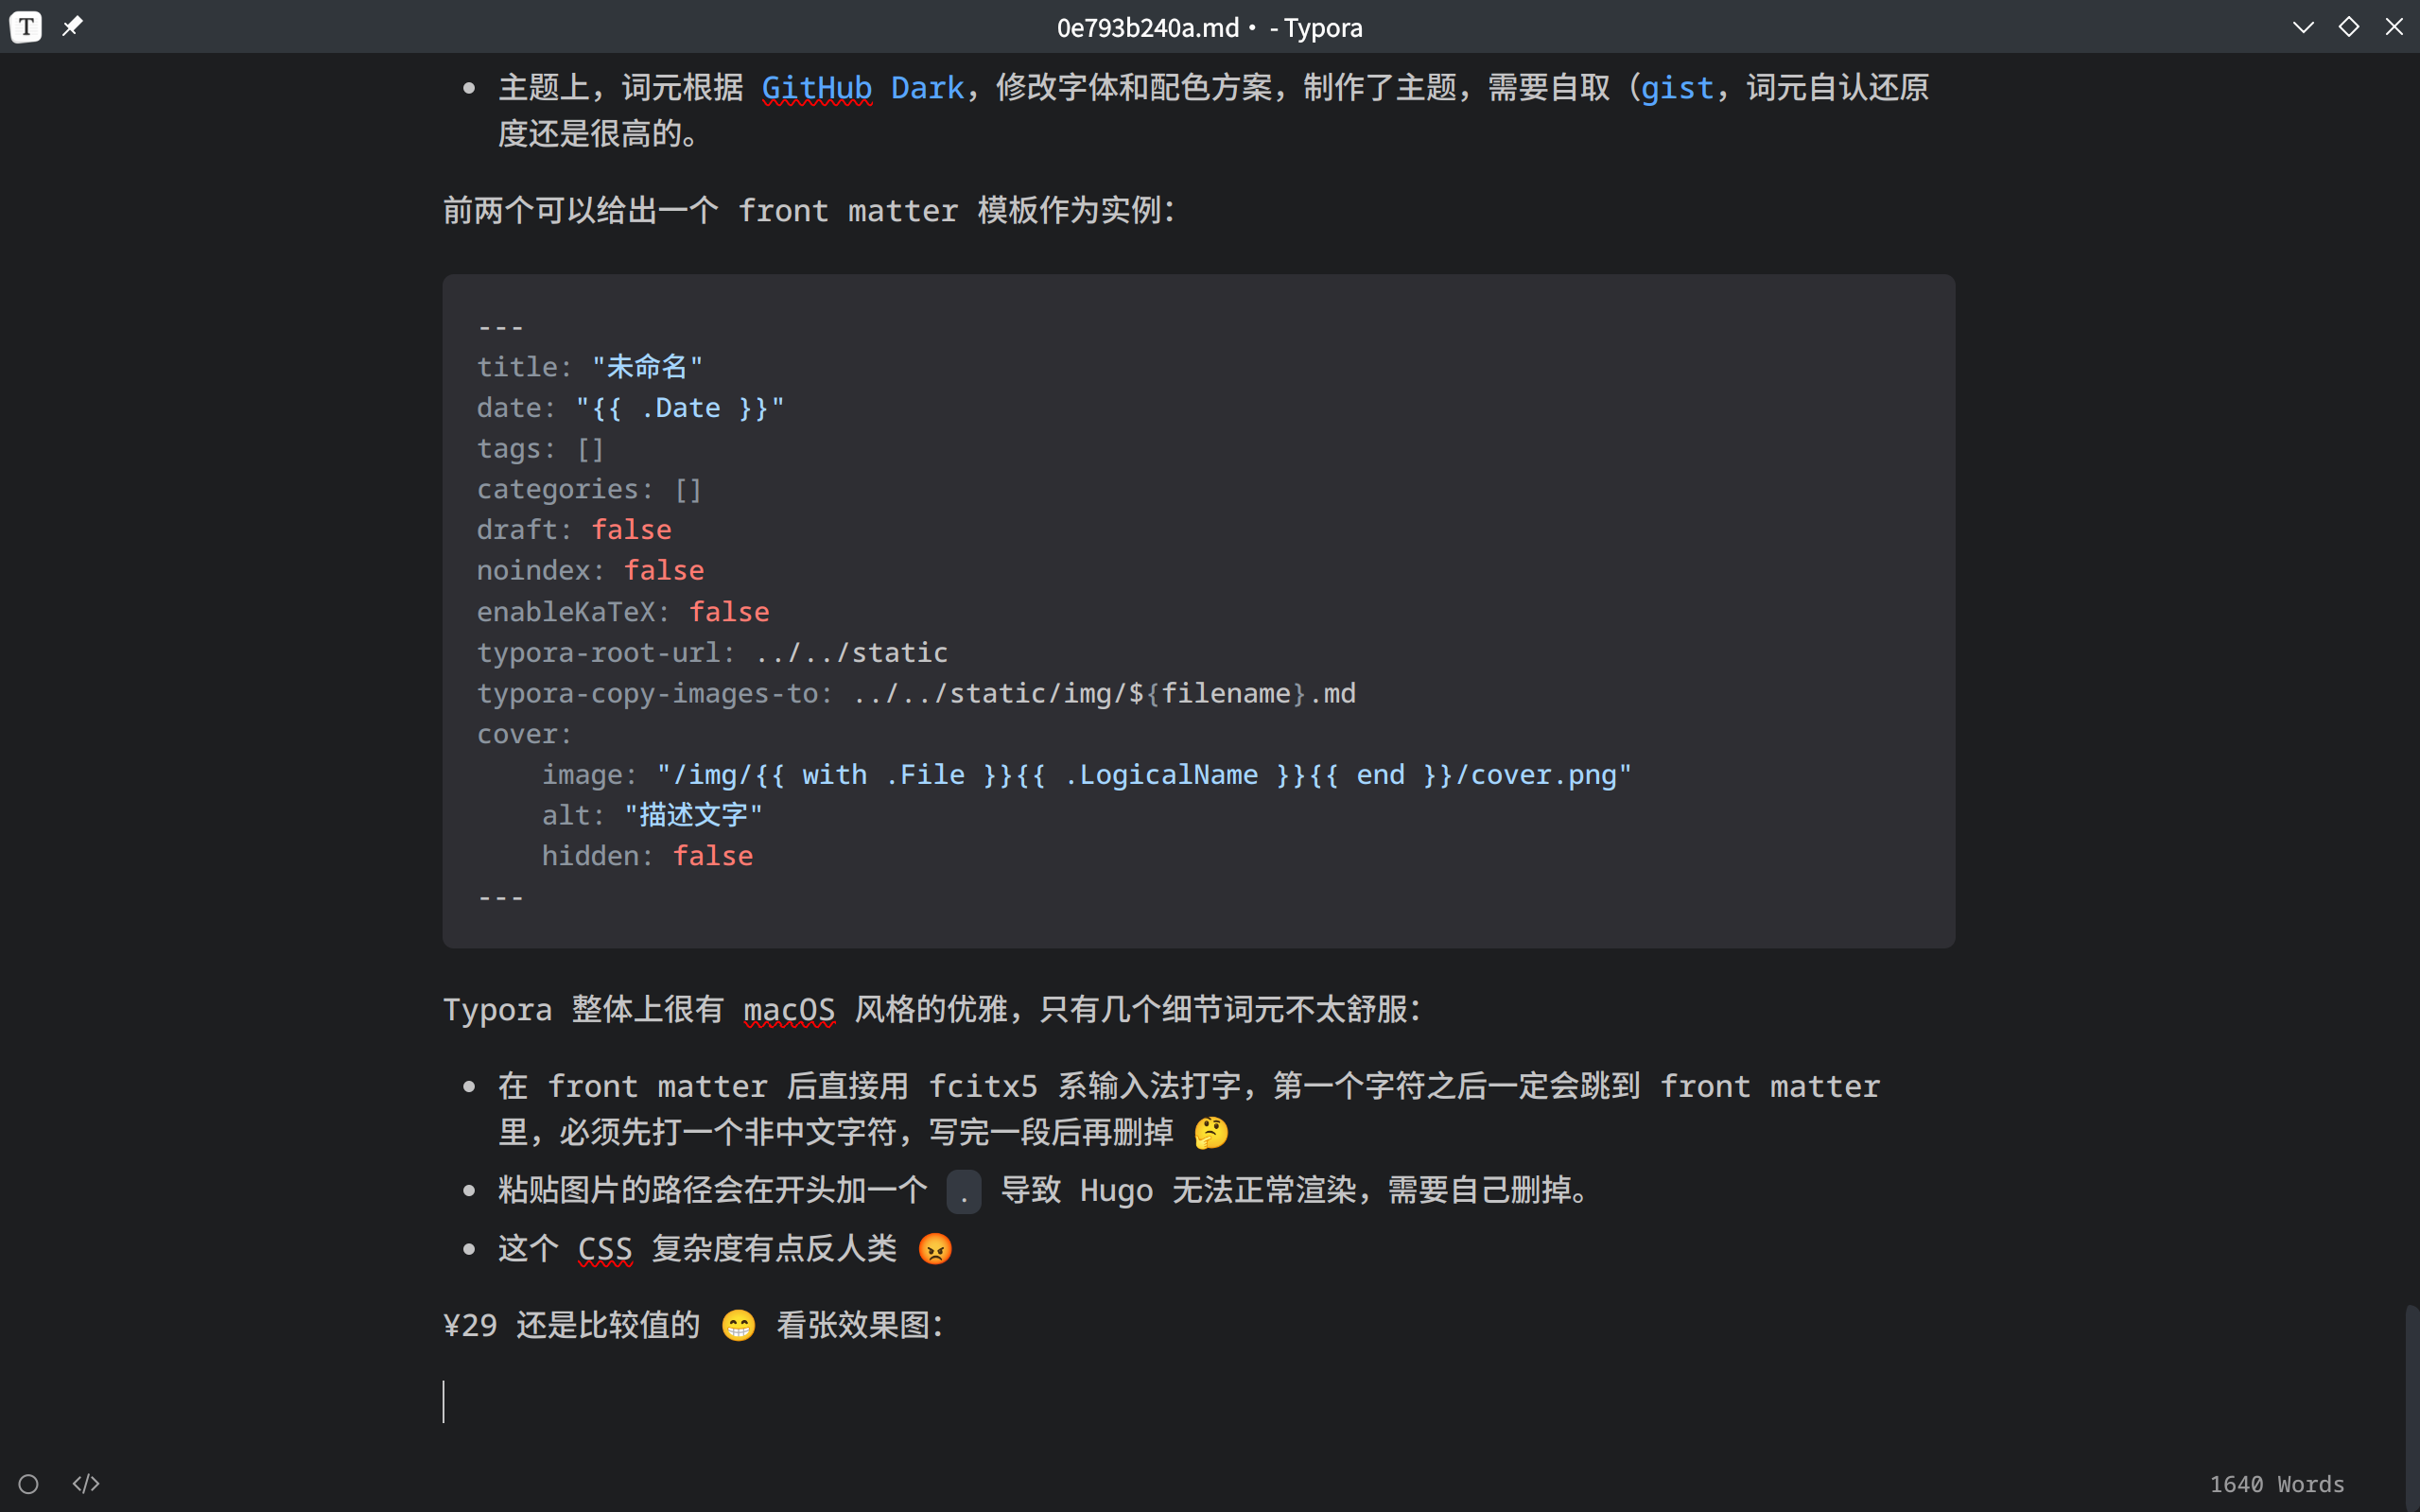 T
0e793b240a.md• - Typora
• 主题上，词元根据 GitHub Dark，修改字体和配色方案，制作了主题，需要自取（gist，词元自认还原
度还是很高的。
前两个可以给出一个 front matter 模板作为实例：
---
title: "未命名"
date: "{{ .Date }}"
tags: []
categories: []
draft: false
noindex: false
enableKaTeX: false
typora-root-url: ../../static
typora-copy-images-to: ../../static/img/${filename}.md
cover:
    image: "/img/{{ with .File }}{{ .LogicalName }}{{ end }}/cover.png"
    alt: "描述文字"
    hidden: false
---
Typora 整体上很有 macOS 风格的优雅，只有几个细节词元不太舒服：
• 在 front matter 后直接用 fcitx5 系输入法打字，第一个字符之后一定会跳到 front matter
里，必须先打一个非中文字符，写完一段后再删掉 🤔
• 粘贴图片的路径会在开头加一个 . 导致 Hugo 无法正常渲染，需要自己删掉。
• 这个 CSS 复杂度有点反人类 😡
¥29 还是比较值的 😁 看张效果图：
</> 1640 Words